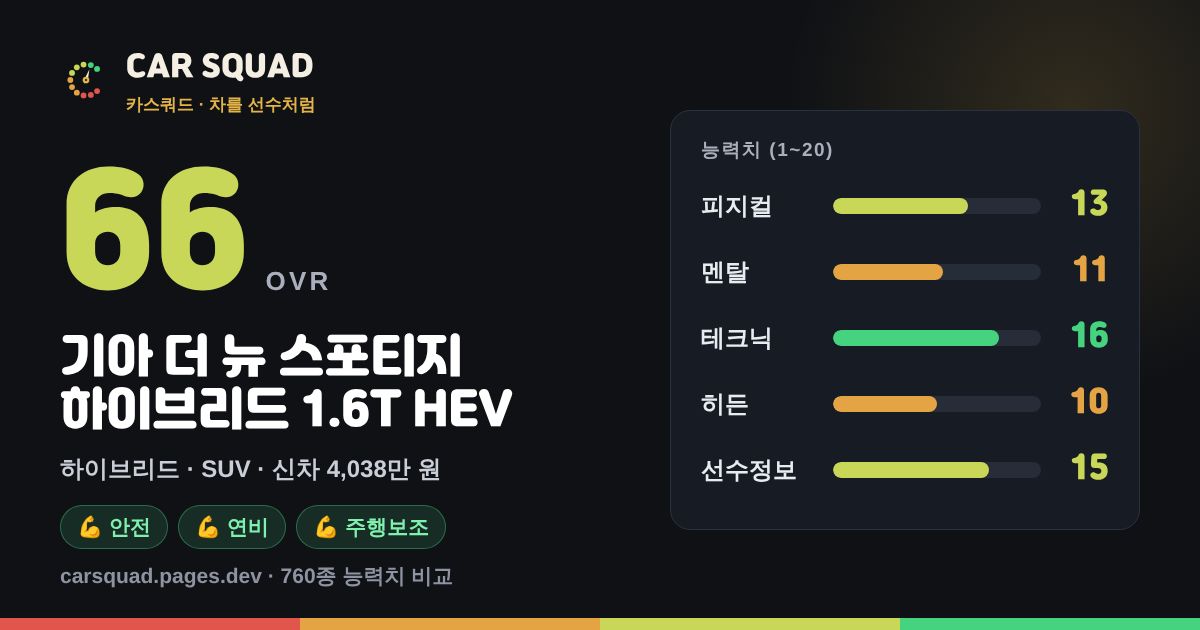 CAR SQUAD
카스쿼드 · 차를 선수처럼
66 OVR
기아 더 뉴 스포티지
하이브리드 1.6T HEV
하이브리드 · SUV · 신차 4,038만 원
💪 안전 💪 연비 💪 주행보조
carsquad.pages.dev · 760종 능력치 비교
능력치 (1~20)
피지컬 13
멘탈 11
테크닉 16
히든 10
선수정보 15